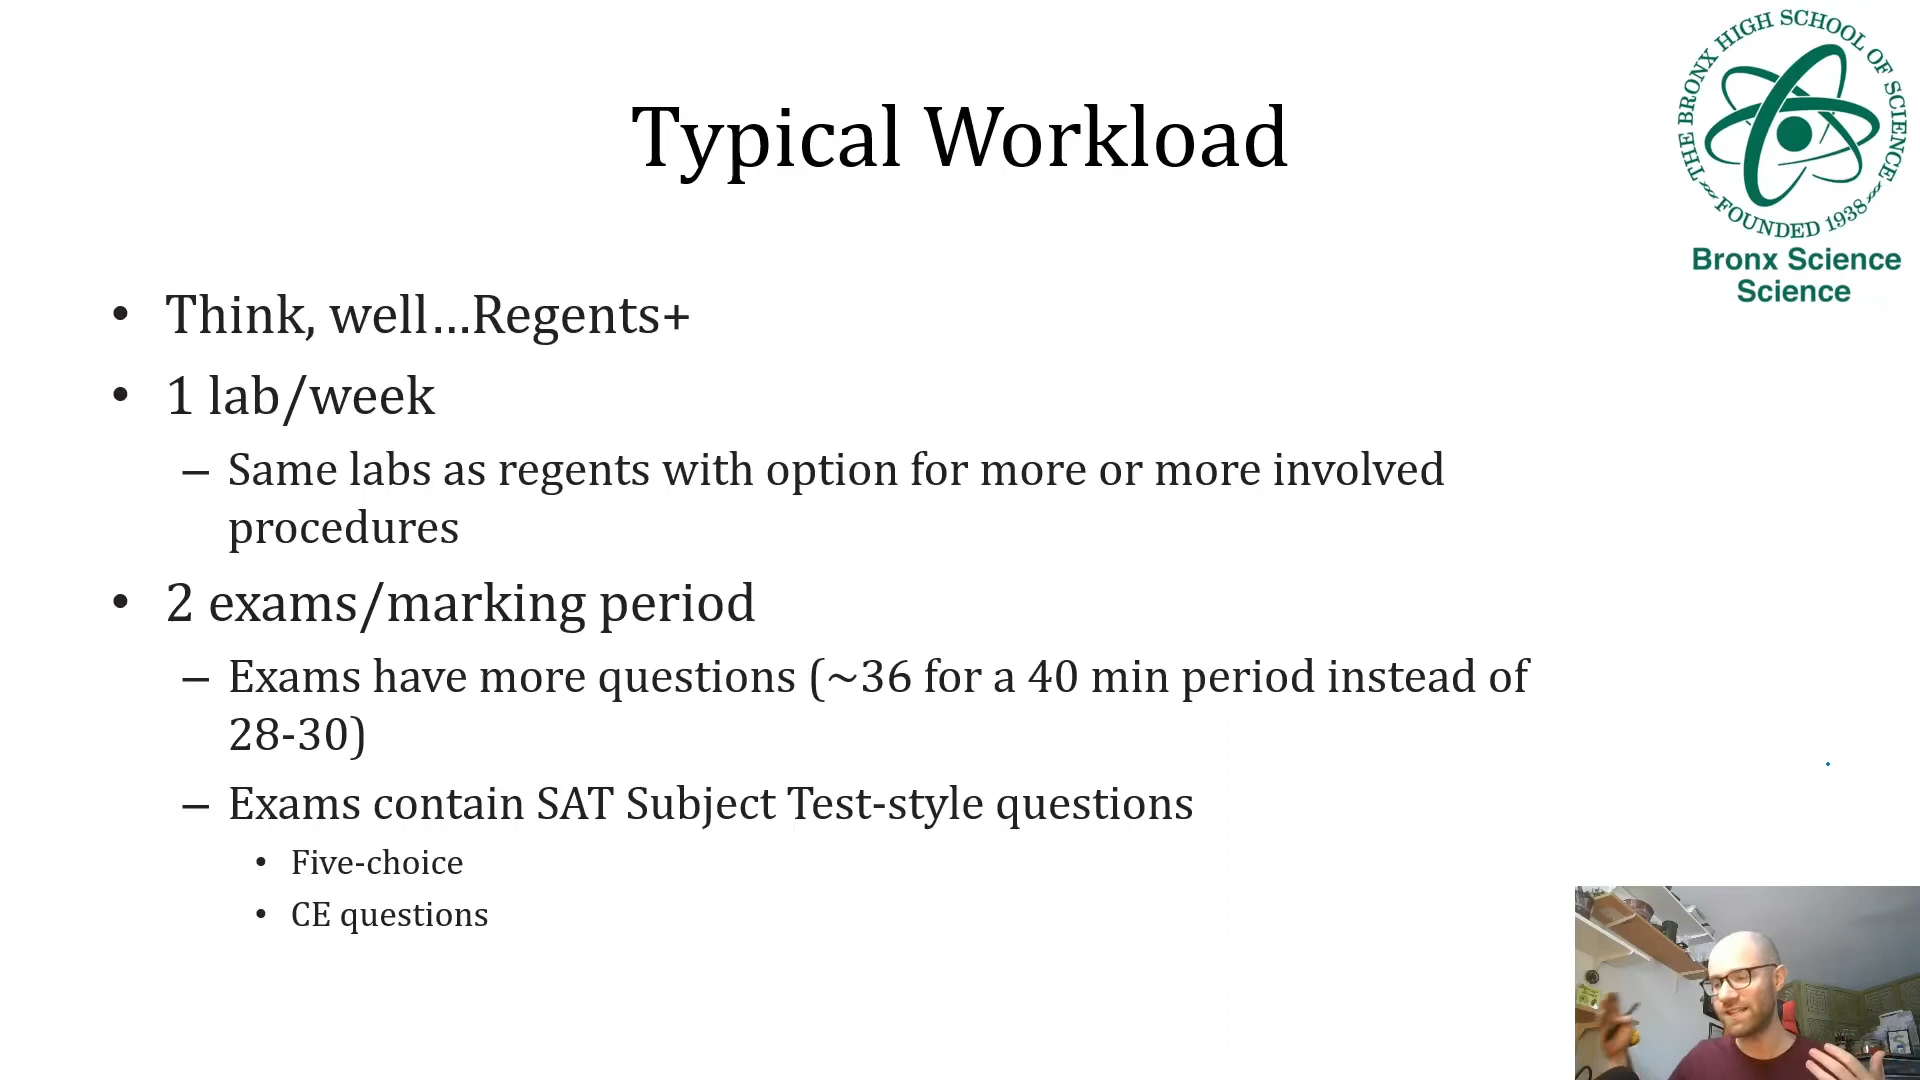 Typical Workload
THE BRONX HIGH SCHOOL OF SCIENCE
FOUNDED 1938
Bronx Science
Science
• Think, well…Regents+
• 1 lab/week
– Same labs as regents with option for more or more involved
procedures
• 2 exams/marking period
– Exams have more questions (~36 for a 40 min period instead of
28-30)
– Exams contain SAT Subject Test-style questions
• Five-choice
• CE questions